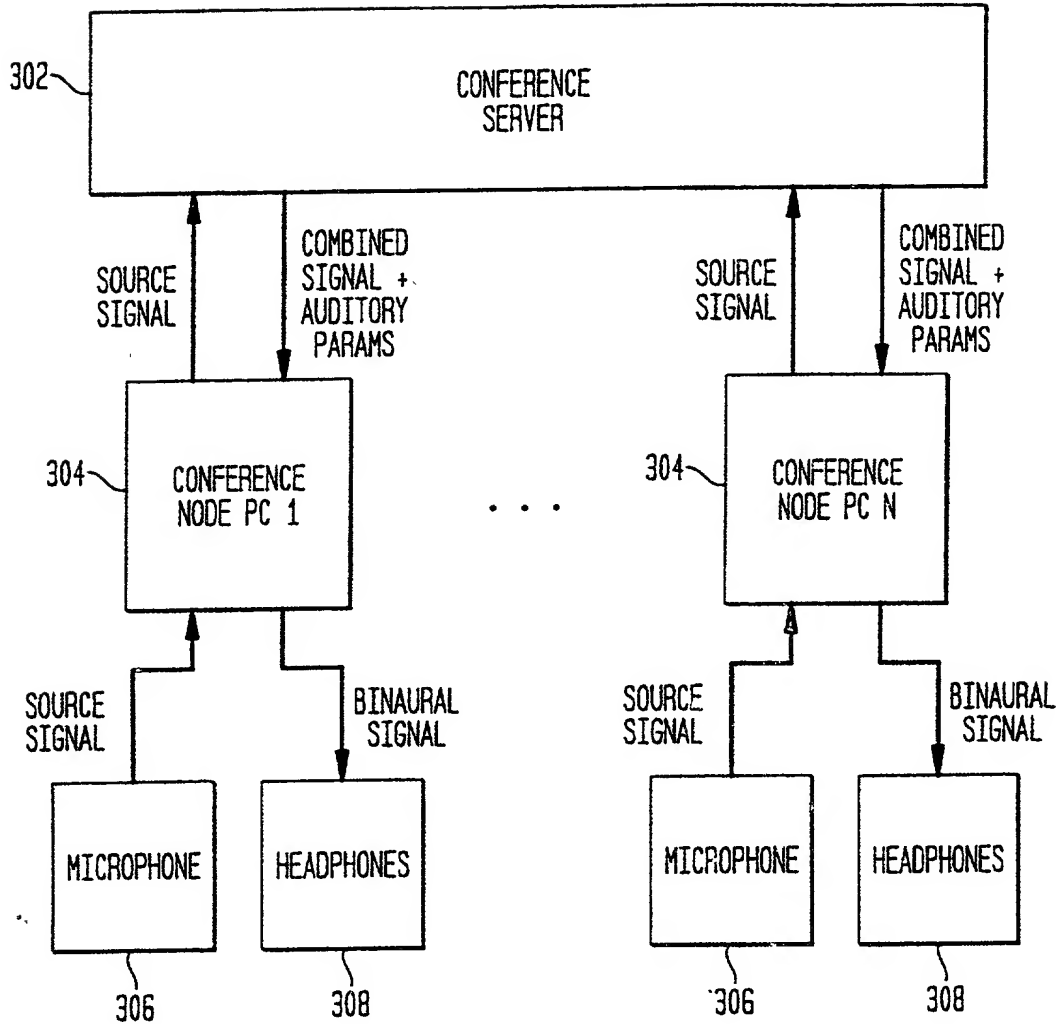 302
CONFERENCE
SERVER
SOURCE
SIGNAL
COMBINED
SIGNAL +
AUDITORY
PARAMS
SOURCE
SIGNAL
COMBINED
SIGNAL +
AUDITORY
PARAMS
304
CONFERENCE
NODE PC 1
. . .
304
CONFERENCE
NODE PC N
SOURCE
SIGNAL
BINAURAL
SIGNAL
SOURCE
SIGNAL
BINAURAL
SIGNAL
MICROPHONE
HEADPHONES
MICROPHONE
HEADPHONES
306
308
306
308